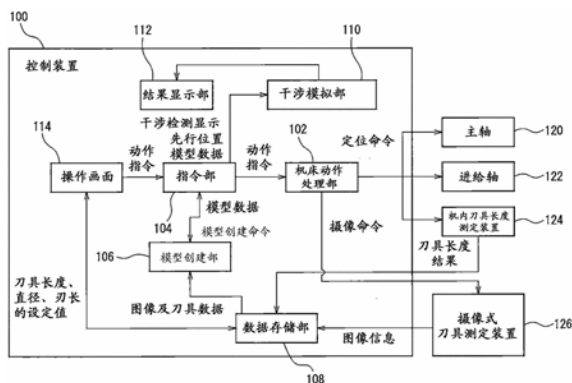 100
控制装置
112
结果显示部
110
干涉模拟部
干涉检测显示
先行位置
模型数据
114
操作画面
动作
指令
指令部
104
动作
指令
102
机床动作
处理部
定位命令
主轴
120
进给轴
122
机内刀具长度
测定装置
124
刀具长度
结果
摄像命令
模型数据
模型创建命令
106
模型创建部
刀具长度、
直径、刃长
的设定值
图像及刀具数据
数据存储部
108
图像信息
摄像式
刀具测定装置
126